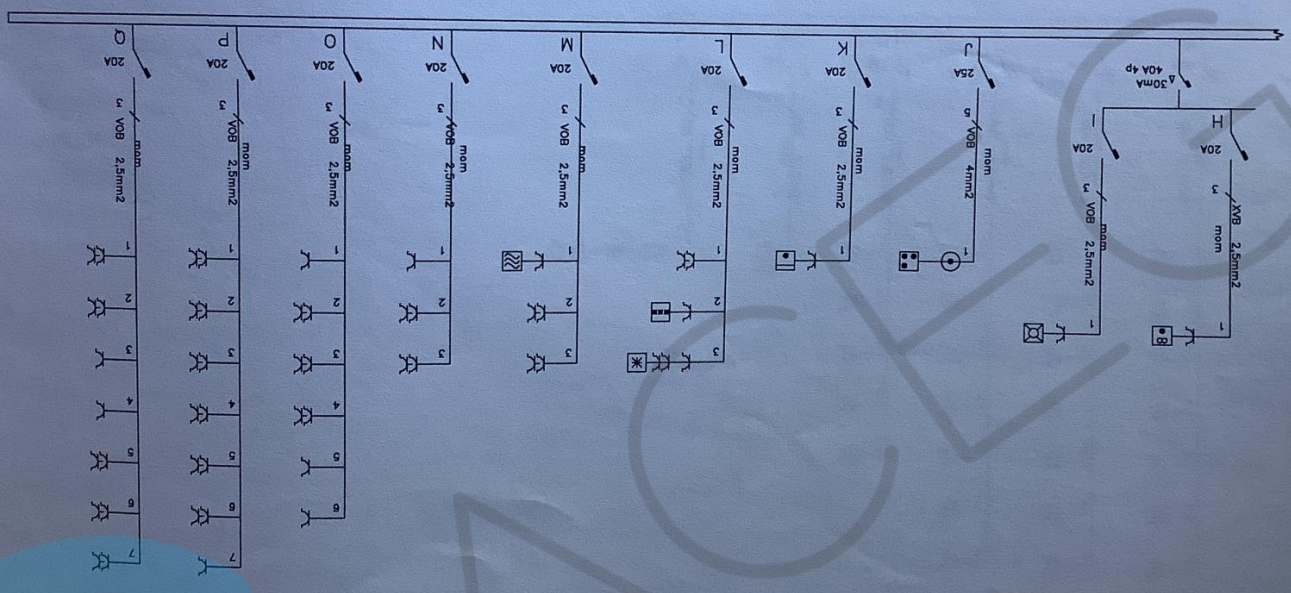 Q
20A
3 VOB 2,5mm2
mom
1
2
3
4
5
6
7
P
20A
3 VOB 2,5mm2
mom
1
2
3
4
5
6
7
O
20A
3 VOB 2,5mm2
mom
1
2
3
4
5
6
N
20A
3 VOB 2,5mm2
mom
1
2
3
M
20A
3 VOB 2,5mm2
mom
1
2
3
L
20A
3 VOB 2,5mm2
mom
1
2
3
K
20A
3 VOB 2,5mm2
mom
1
J
25A
5 VOB 4mm2
mom
1
Δ 30mA
40A 4p
I
20A
3 VOB 2,5mm2
mom
1
H
20A
3 XVB 2,5mm2
mom
1
ACEG